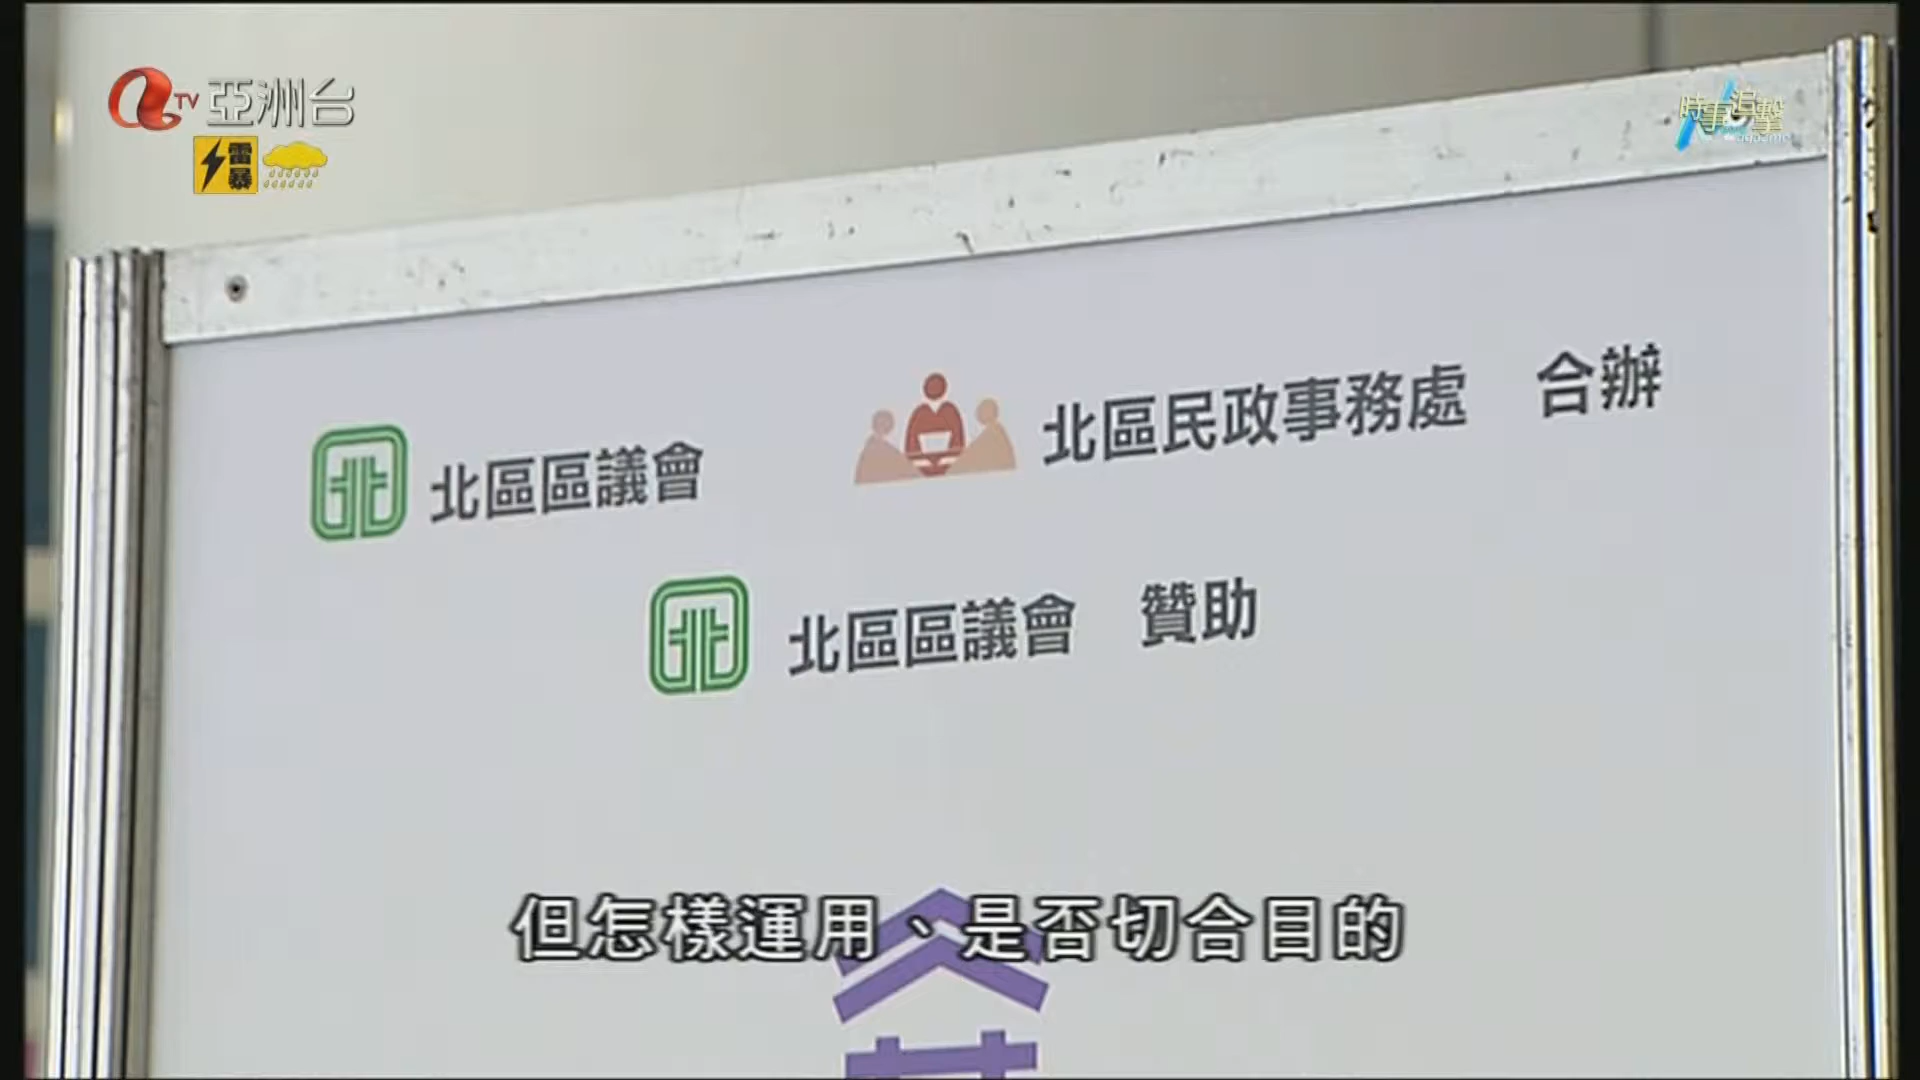 TV 亞洲台
雷暴
時事追擊
北區區議會
北區民政事務處 合辦
北區區議會 贊助
但怎樣運用、是否切合目的